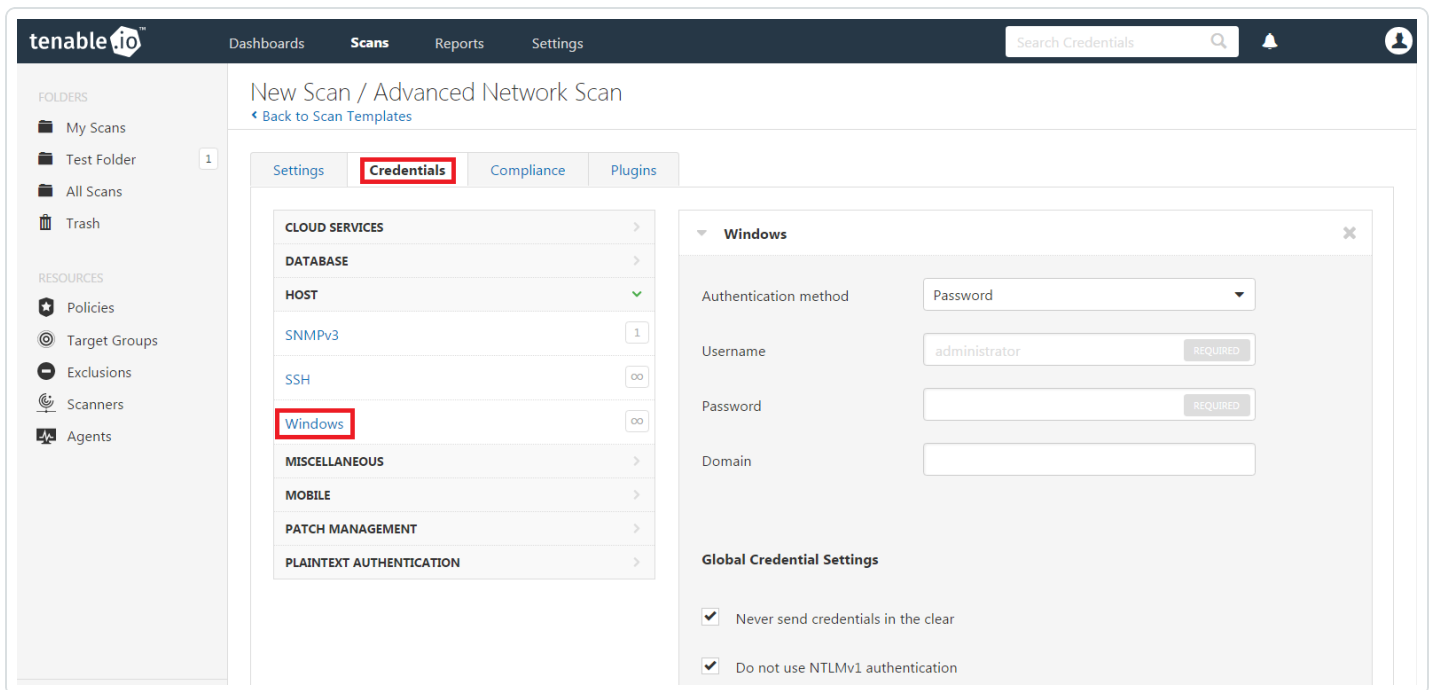 tenable.io™
Dashboards Scans Reports Settings Search Credentials
FOLDERS
My Scans
Test Folder 1
All Scans
Trash
RESOURCES
Policies
Target Groups
Exclusions
Scanners
Agents
New Scan / Advanced Network Scan
Back to Scan Templates
Settings Credentials Compliance Plugins
CLOUD SERVICES
DATABASE
HOST
SNMPv3 1
SSH ∞
Windows ∞
MISCELLANEOUS
MOBILE
PATCH MANAGEMENT
PLAINTEXT AUTHENTICATION
Windows
Authentication method Password
Username administrator REQUIRED
Password REQUIRED
Domain
Global Credential Settings
Never send credentials in the clear
Do not use NTLMv1 authentication